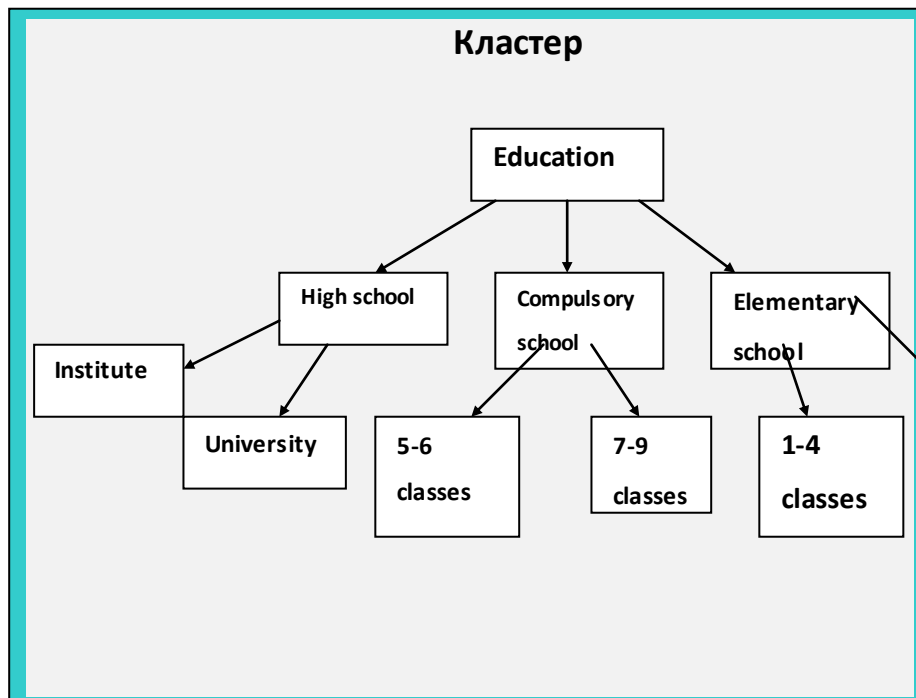 Кластер
Education
High school
Compulsory
school
Elementary
school
Institute
University
5-6
classes
7-9
classes
1-4
classes